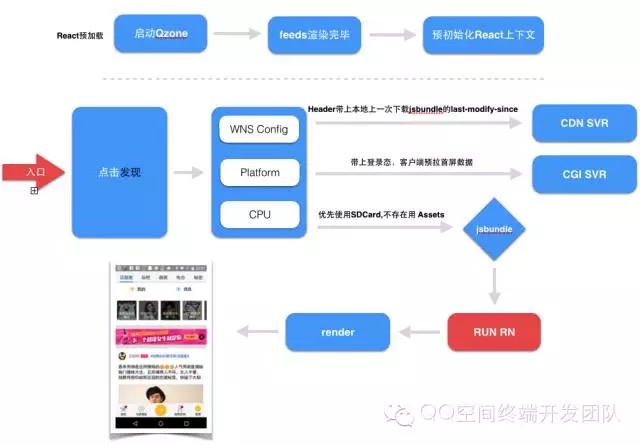 React预加载
启动Qzone
feeds渲染完毕
预初始化React上下文
Header带上本地上一次下载jsbundle的last-modify-since
WNS Config
CDN SVR
入口
点击发现
Platform
带上登录态，客户端预拉首屏数据
CGI SVR
CPU
优先使用SDCard,不存在用 Assets
jsbundle
render
RUN RN
QQ空间终端开发团队